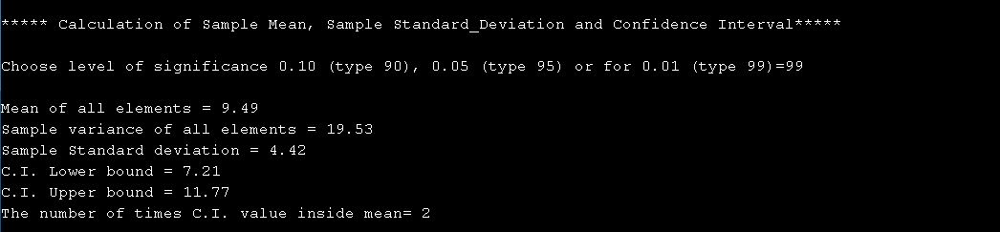 ***** Calculation of Sample Mean, Sample Standard_Deviation and Confidence Interval*****
Choose level of significance 0.10 (type 90), 0.05 (type 95) or for 0.01 (type 99)=99
Mean of all elements = 9.49
Sample variance of all elements = 19.53
Sample Standard deviation = 4.42
C.I. Lower bound = 7.21
C.I. Upper bound = 11.77
The number of times C.I. value inside mean= 2